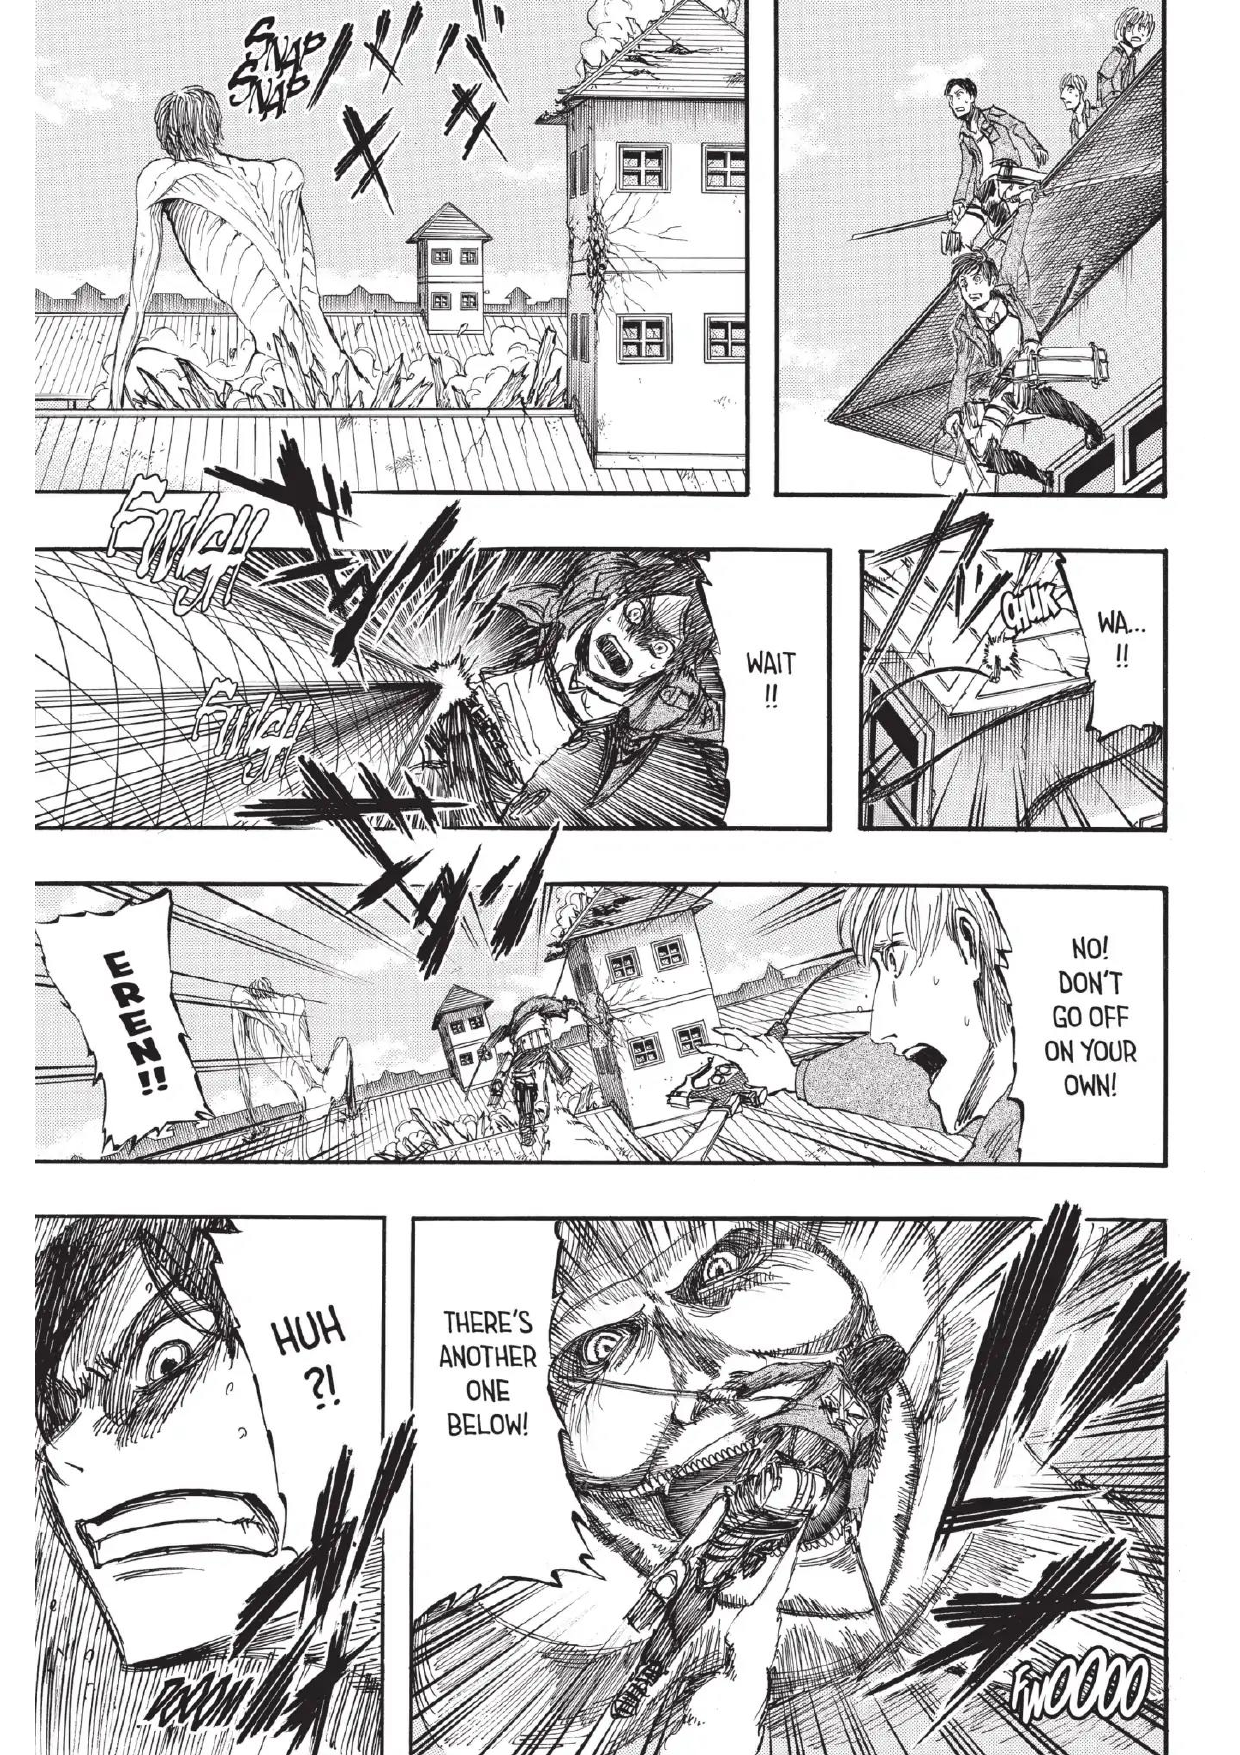 SNAP
SNAP
WA...
!!
CHUK
WAIT
!!
FWSH
FWSH
NO!
DON'T
GO OFF
ON YOUR
OWN!
EREN!!
THERE'S
ANOTHER
ONE
BELOW!
FWOOOO
HUH
?!